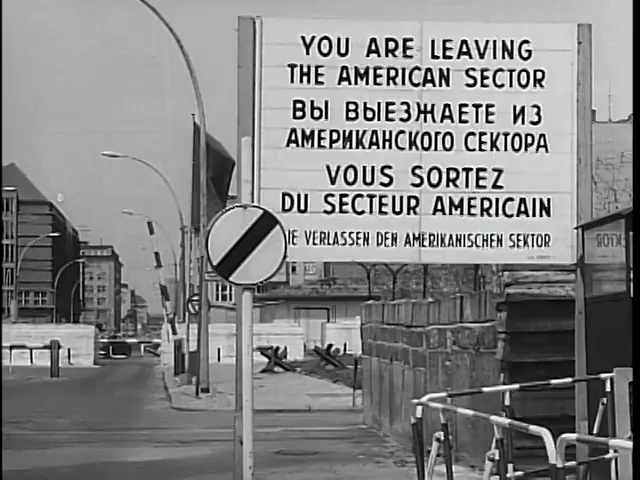 YOU ARE LEAVING
THE AMERICAN SECTOR
ВЫ ВЫЕЗЖАЕТЕ ИЗ
АМЕРИКАНСКОГО СЕКТОРА
VOUS SORTEZ
DU SECTEUR AMERICAIN
VERLASSEN DEN AMERIKANISCHEN SEKTOR